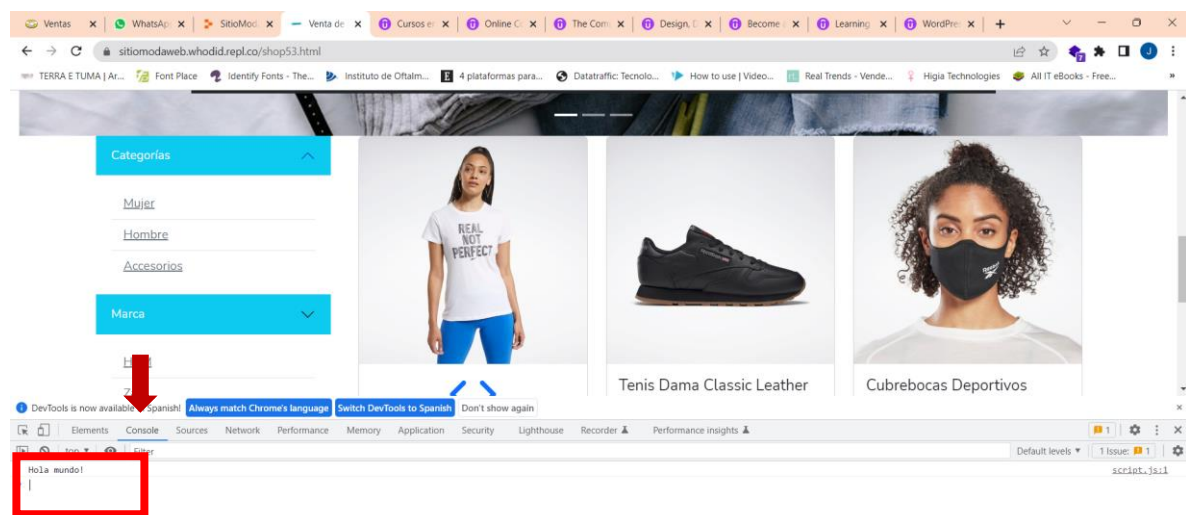 Ventas WhatsAp SitioMod Venta de Cursos en Online C The Com Design, D Become Learning WordPre
sitiomodaweb.whodid.repl.co/shop53.html
TERRA E TUMA | Ar... Font Place Identify Fonts - The... Instituto de Oftalm... 4 plataformas para... Datatraffic: Tecnolo... How to use | Video... Real Trends - Vende... Higia Technologies All IT eBooks - Free... »
Categorías
Mujer
Hombre
Accesorios
Marca
REAL
NOT
PERFECT
Reebok
Tenis Dama Classic Leather
Cubrebocas Deportivos
DevTools is now available in Spanish! Always match Chrome's language Switch DevTools to Spanish Don't show again
Elements Console Sources Network Performance Memory Application Security Lighthouse Recorder Performance insights 1
top Filter Default levels 1 Issue: 1
Hola mundo!
script.js:1